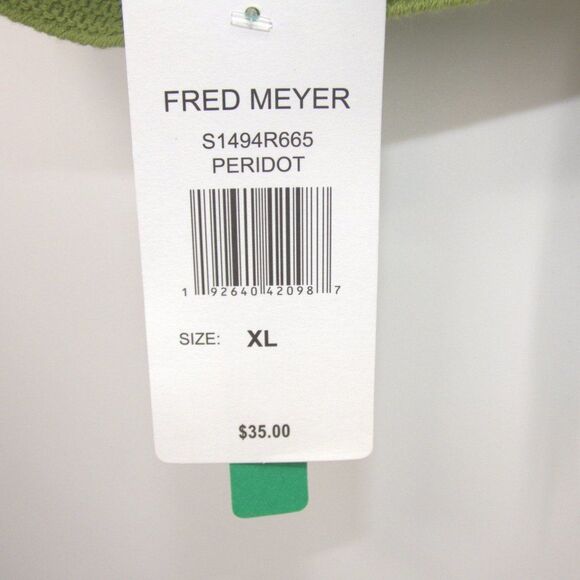 FRED MEYER
S1494R665
PERIDOT
1 92640 42098 7
SIZE: XL
$35.00